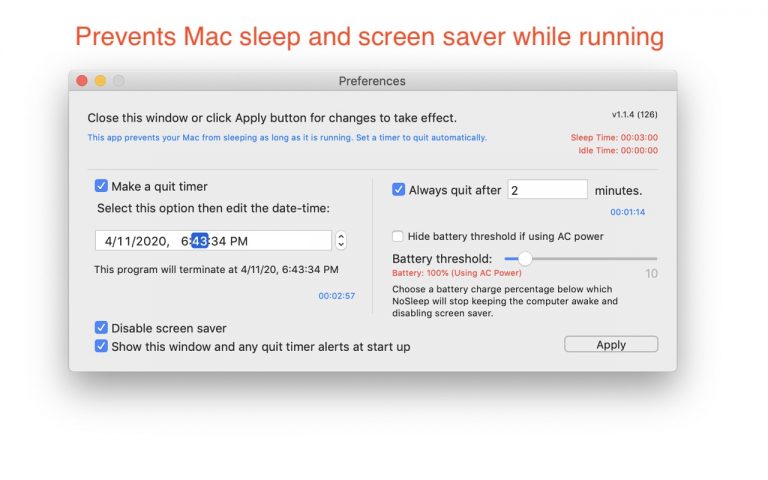 Prevents Mac sleep and screen saver while running
Preferences
Close this window or click Apply button for changes to take effect.
v1.1.4 (126)
This app prevents your Mac from sleeping as long as it is running. Set a timer to quit automatically.
Sleep Time: 00:03:00
Idle Time: 00:00:00
Make a quit timer
Select this option then edit the date-time:
4/11/2020, 6:43:34 PM
This program will terminate at 4/11/20, 6:43:34 PM
00:02:57
Always quit after 2 minutes.
00:01:14
Hide battery threshold if using AC power
Battery threshold:
Battery: 100% (Using AC Power)
10
Choose a battery charge percentage below which
NoSleep will stop keeping the computer awake and
disabling screen saver.
Disable screen saver
Show this window and any quit timer alerts at start up
Apply